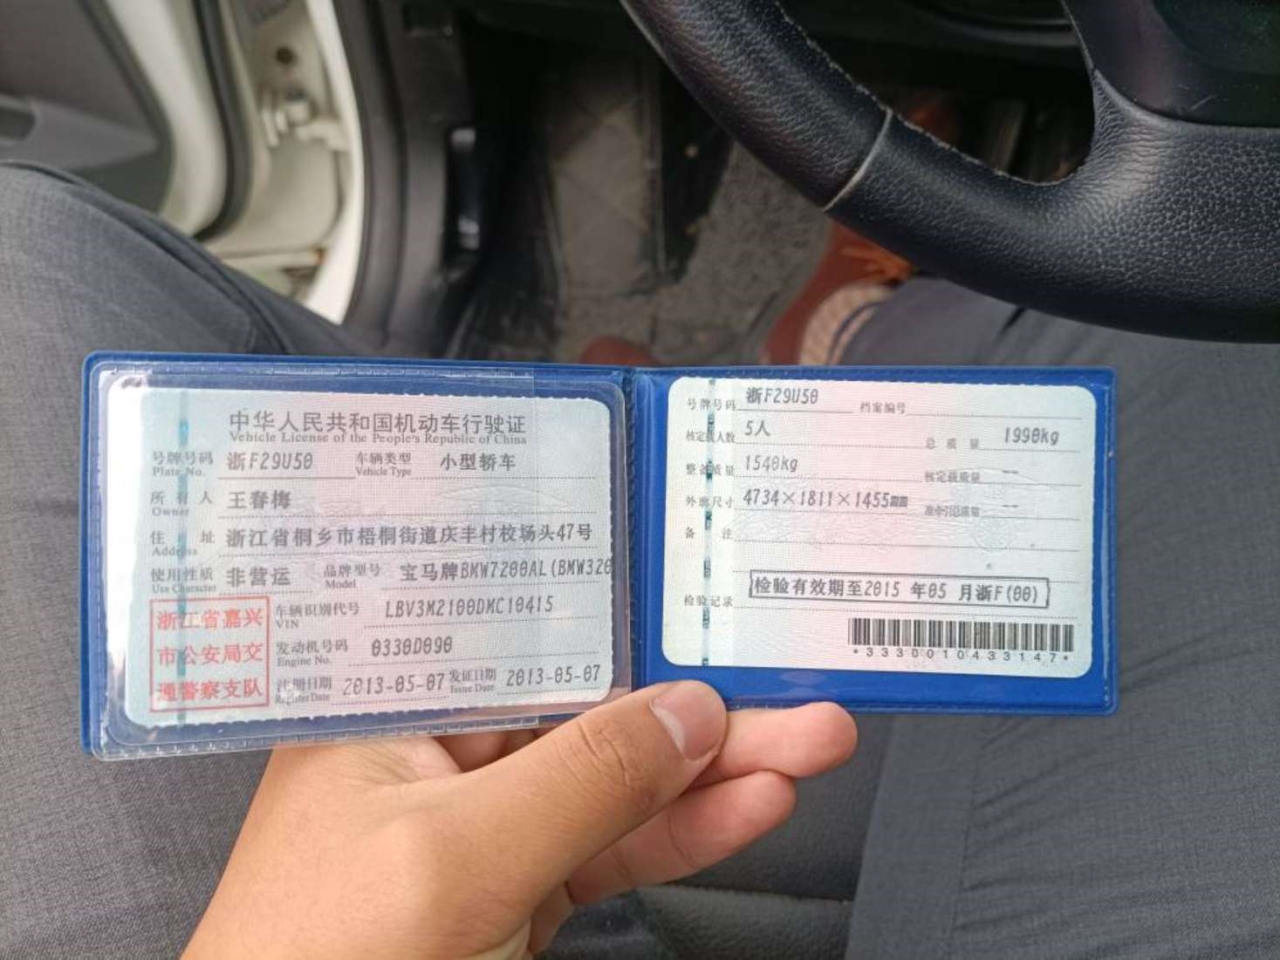 中华人民共和国机动车行驶证
Vehicle License of the People's Republic of China
号牌号码 浙F29U50 车辆类型 小型轿车
Plate No. Vehicle Type
所有人 王春梅
Owner
住址 浙江省桐乡市梧桐街道庆丰村校场头47号
Address
使用性质 非营运 品牌型号 宝马牌BMW7200AL(BMW320
Use Character Model
浙江省嘉兴
市公安局交
通警察支队
车辆识别代号 LBV3M2100DMC10415
VIN
发动机号码 0330D090
Engine No.
注册日期 2013-05-07 发证日期 2013-05-07
Register Date Issue Date
号牌号码 浙F29U50 档案编号
核定载人数 5人 总质量 1990kg
整备质量 1540kg 核定载质量 --
外廓尺寸 4734×1811×1455mm 准牵引总质量 --
备注
检验记录 检验有效期至2015 年05 月浙F(00)
*3330010433147*